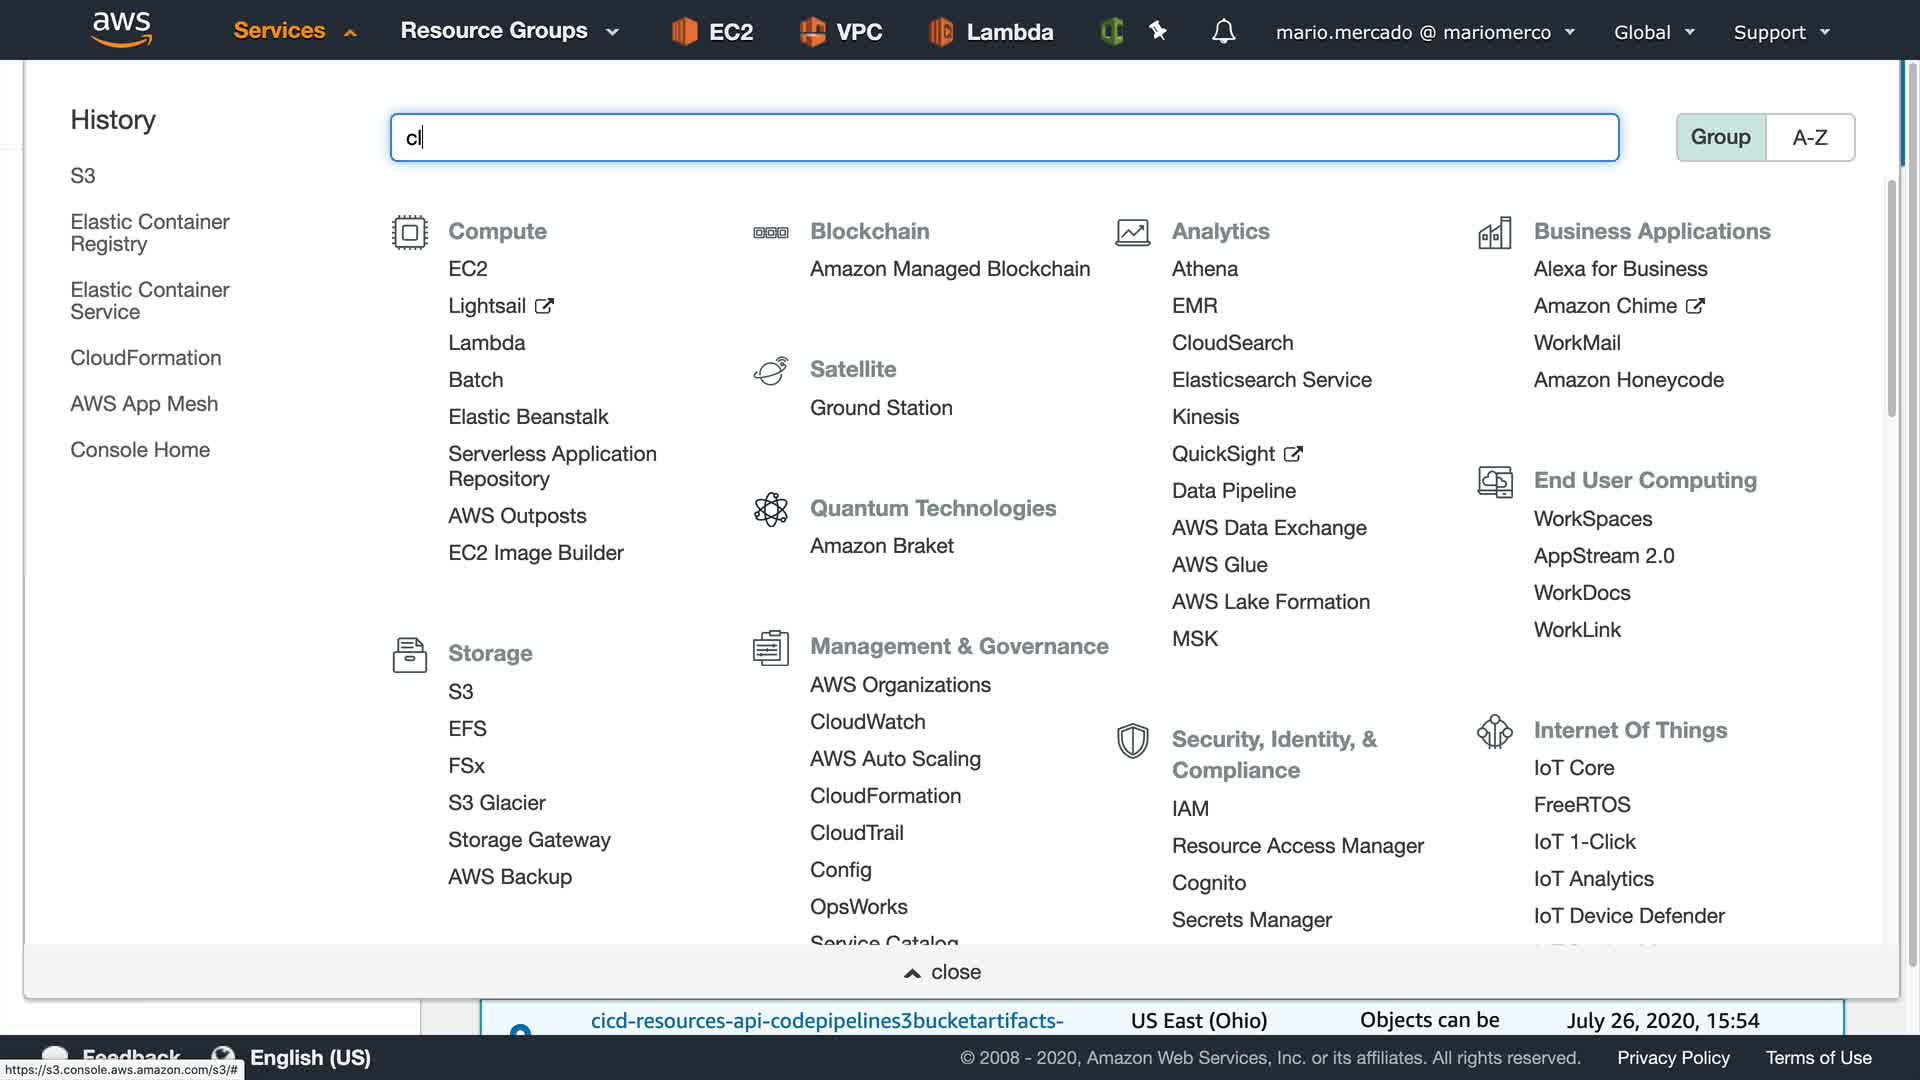 aws
Services
Resource Groups
EC2
VPC
Lambda
mario.mercado @ mariomerco
Global
Support
History
cl
Group
A-Z
S3
Elastic Container
Registry
Elastic Container
Service
CloudFormation
AWS App Mesh
Console Home
Compute
EC2
Lightsail
Lambda
Batch
Elastic Beanstalk
Serverless Application
Repository
AWS Outposts
EC2 Image Builder
Storage
S3
EFS
FSx
S3 Glacier
Storage Gateway
AWS Backup
Blockchain
Amazon Managed Blockchain
Satellite
Ground Station
Quantum Technologies
Amazon Braket
Management & Governance
AWS Organizations
CloudWatch
AWS Auto Scaling
CloudFormation
CloudTrail
Config
OpsWorks
Service Catalog
Analytics
Athena
EMR
CloudSearch
Elasticsearch Service
Kinesis
QuickSight
Data Pipeline
AWS Data Exchange
AWS Glue
AWS Lake Formation
MSK
Security, Identity, &
Compliance
IAM
Resource Access Manager
Cognito
Secrets Manager
Business Applications
Alexa for Business
Amazon Chime
WorkMail
Amazon Honeycode
End User Computing
WorkSpaces
AppStream 2.0
WorkDocs
WorkLink
Internet Of Things
IoT Core
FreeRTOS
IoT 1-Click
IoT Analytics
IoT Device Defender
close
cicd-resources-api-codepipelines3bucketartifacts-
US East (Ohio)
Objects can be
July 26, 2020, 15:54
Feedback
English (US)
© 2008 - 2020, Amazon Web Services, Inc. or its affiliates. All rights reserved.
Privacy Policy
Terms of Use
https://s3.console.aws.amazon.com/s3/#